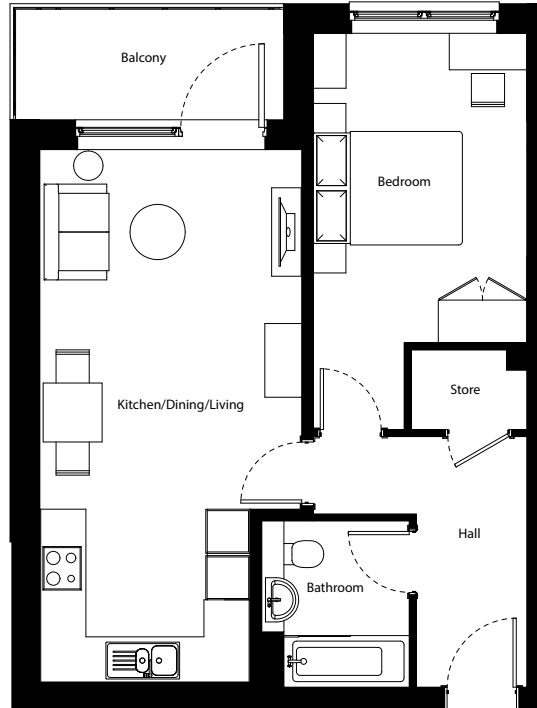 Balcony
Bedroom
Kitchen/Dining/Living
Store
Hall
Bathroom